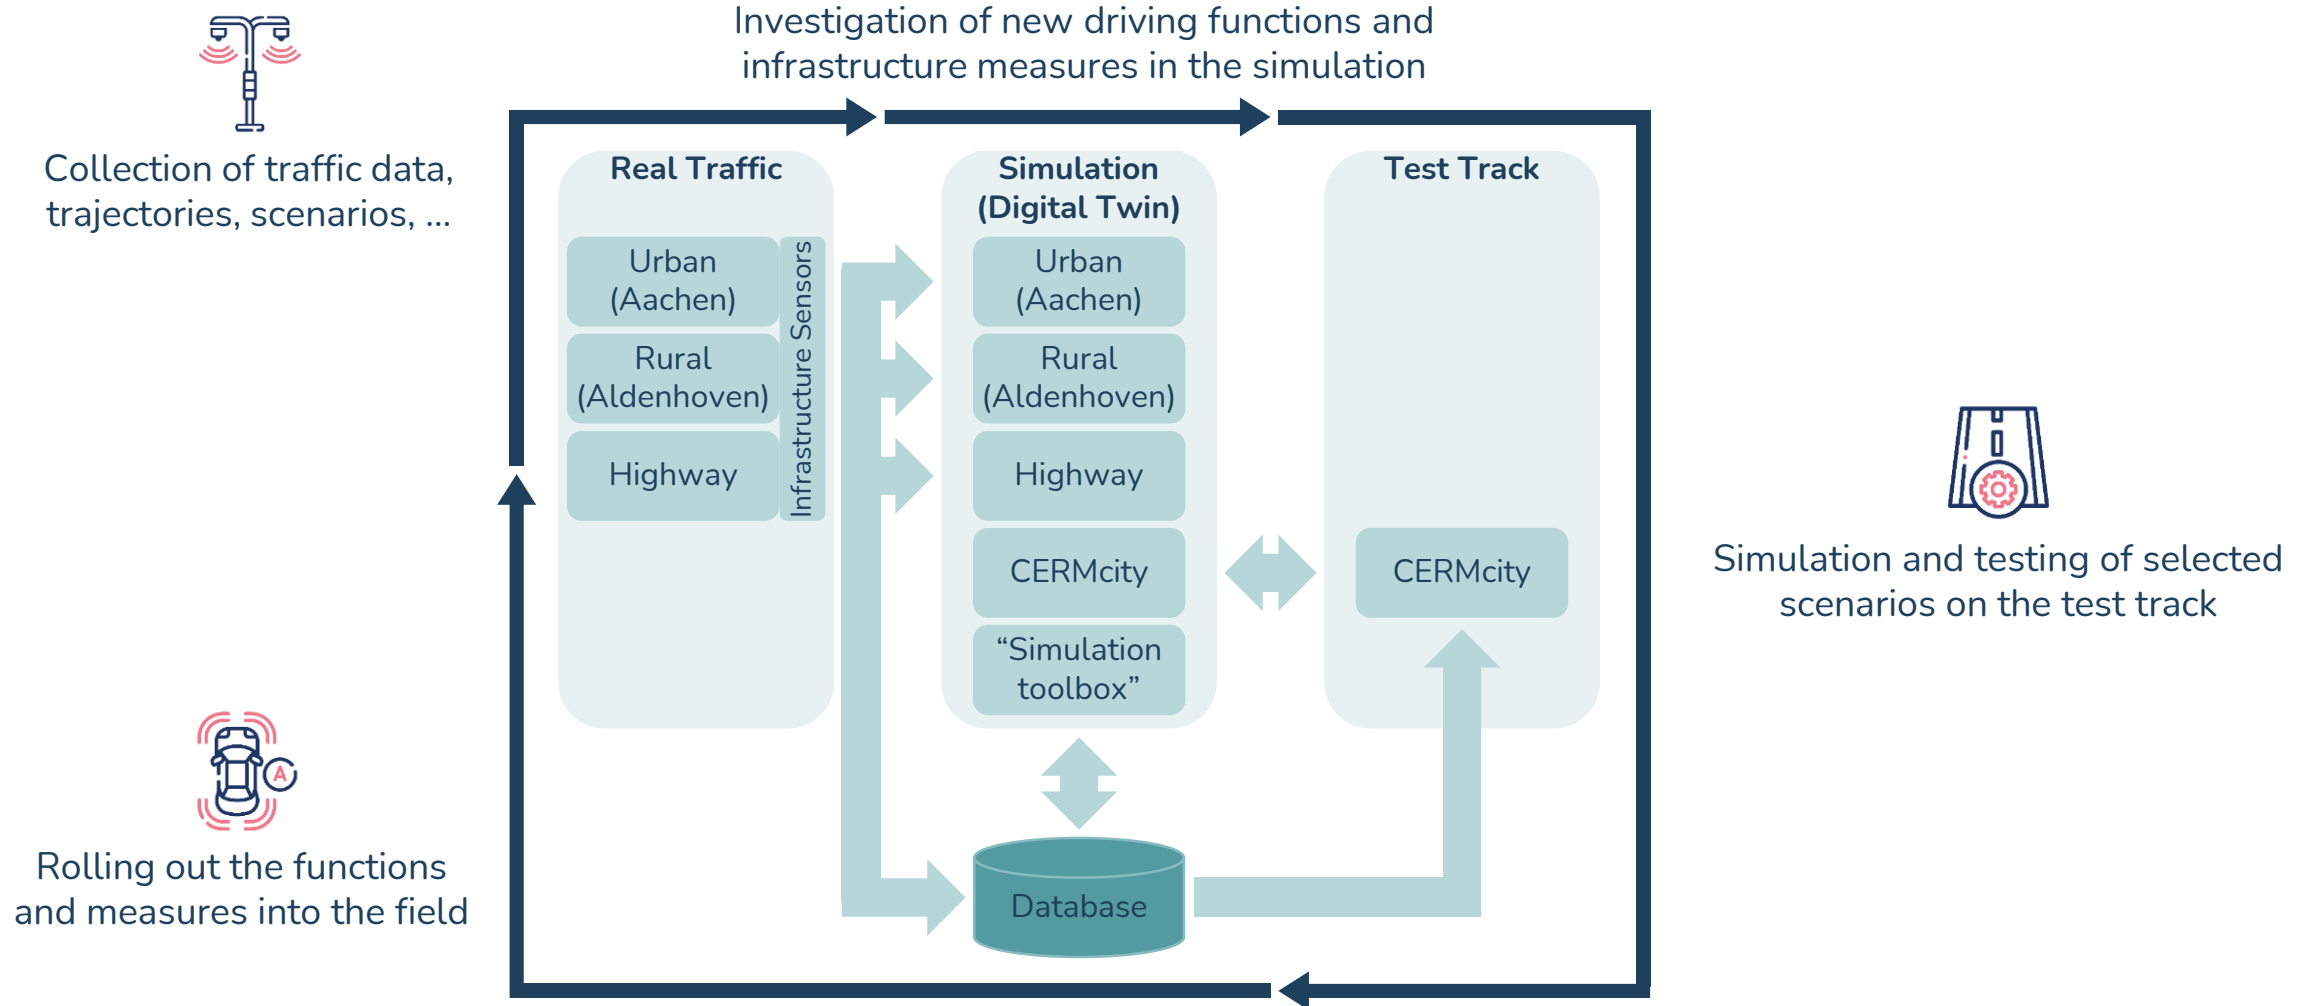 Investigation of new driving functions and
infrastructure measures in the simulation
Collection of traffic data,
trajectories, scenarios, ...
Real Traffic
Urban
(Aachen)
Rural
(Aldenhoven)
Highway
Infrastructure Sensors
Simulation
(Digital Twin)
Urban
(Aachen)
Rural
(Aldenhoven)
Highway
CERMcity
“Simulation
toolbox”
Test Track
CERMcity
Simulation and testing of selected
scenarios on the test track
Database
A
Rolling out the functions
and measures into the field